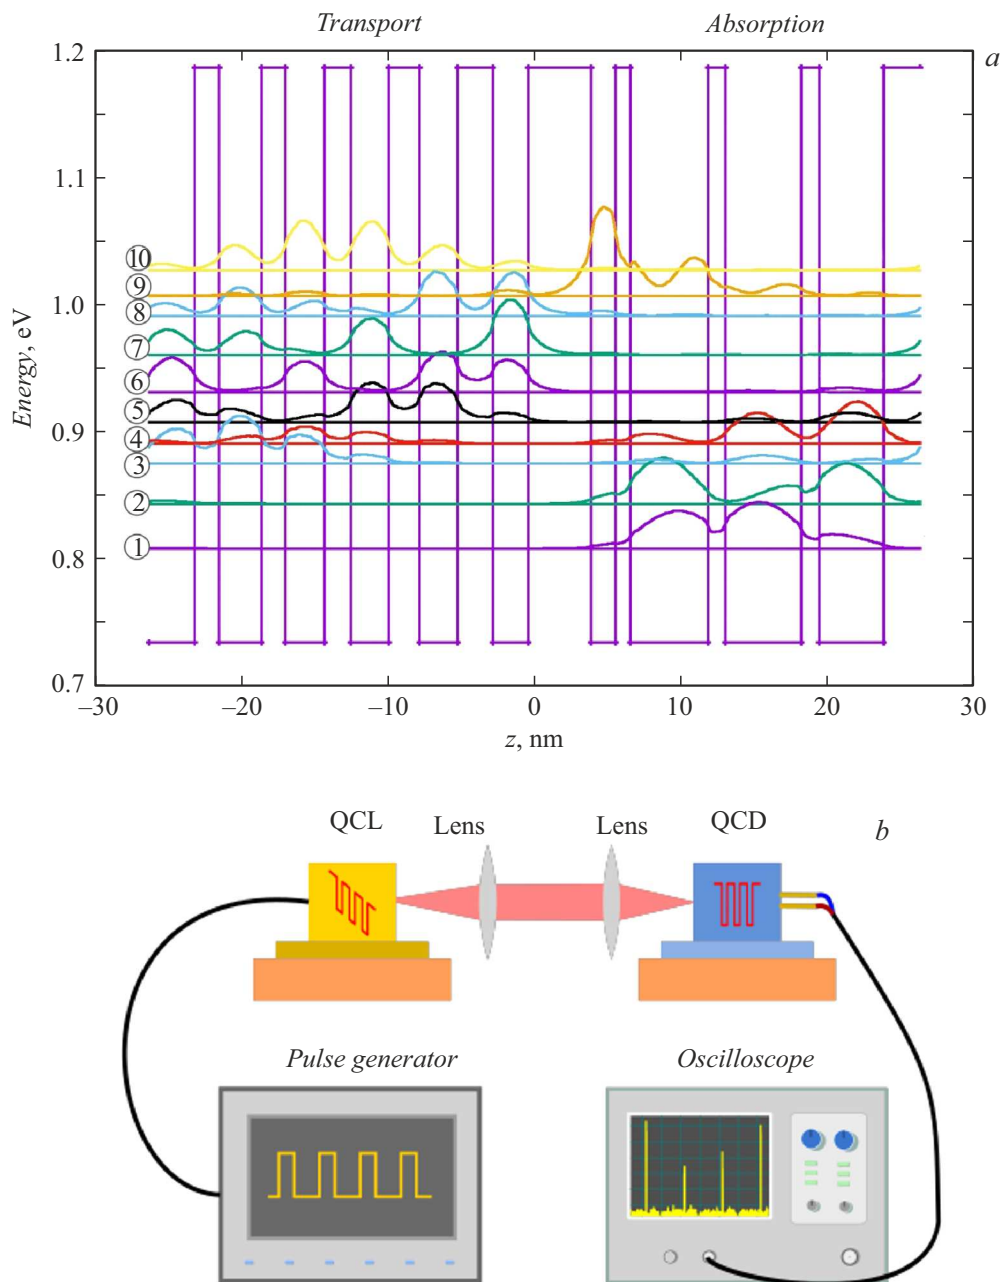 Transport Absorption
a
1.2
1.1
1.0
0.9
0.8
0.7
Energy, eV
10
9
8
7
6
5
4
3
2
1
–30 –20 –10 0 10 20 30
z, nm
b
QCL Lens Lens QCD
Pulse generator Oscilloscope